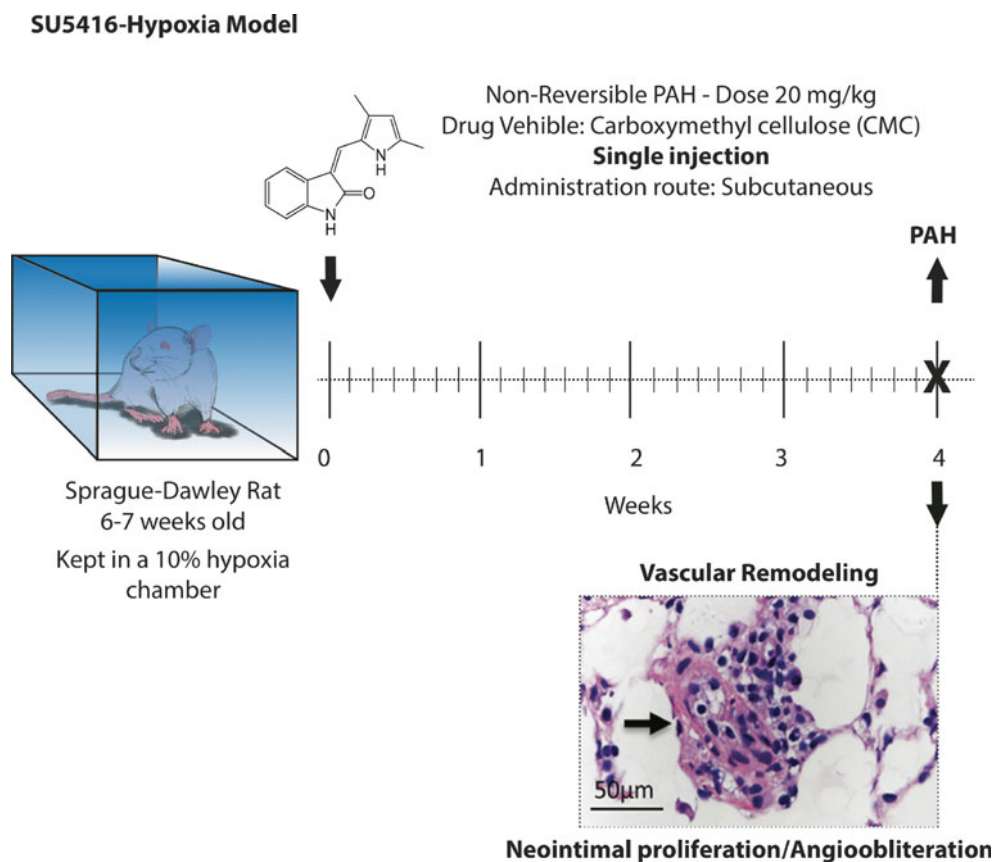 SU5416-Hypoxia Model
Non-Reversible PAH - Dose 20 mg/kg
Drug Vehible: Carboxymethyl cellulose (CMC)
Single injection
Administration route: Subcutaneous
N
H
O
N
H
PAH
X
0
1
2
3
4
Weeks
Sprague-Dawley Rat
6-7 weeks old
Kept in a 10% hypoxia
chamber
Vascular Remodeling
50μm
Neointimal proliferation/Angioobliteration